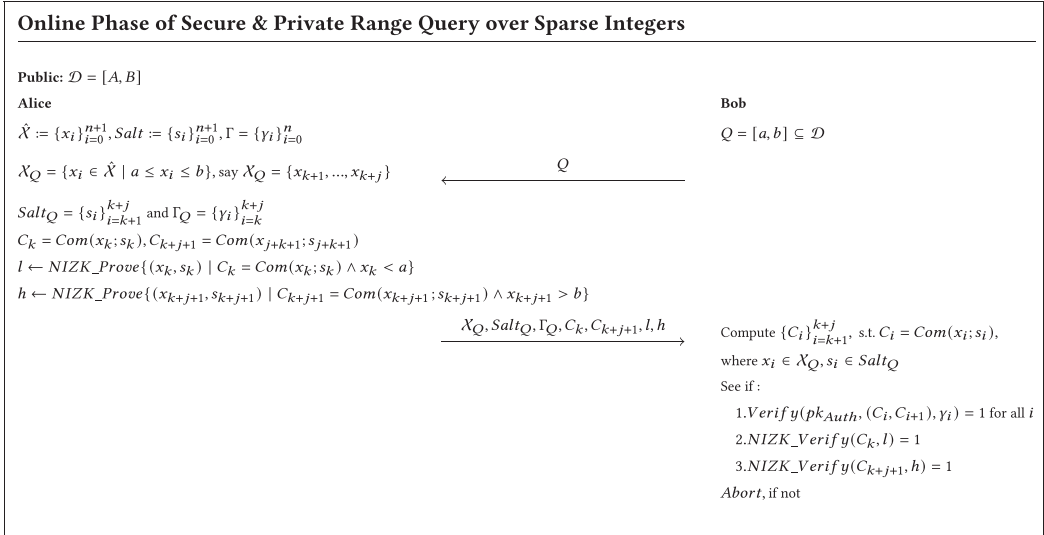 Online Phase of Secure & Private Range Query over Sparse Integers
Public: 𝒟 = [A, B]
Alice
Bob
𝒳̂ := {x_i}_{i=0}^{n+1}, Salt := {s_i}_{i=0}^{n+1}, Γ = {γ_i}_{i=0}^{n}
Q = [a, b] ⊆ 𝒟
𝒳_Q = {x_i ∈ 𝒳̂ | a ≤ x_i ≤ b}, say 𝒳_Q = {x_{k+1}, ..., x_{k+j}}
Q
Salt_Q = {s_i}_{i=k+1}^{k+j} and Γ_Q = {γ_i}_{i=k}^{k+j}
C_k = Com(x_k; s_k), C_{k+j+1} = Com(x_{j+k+1}; s_{j+k+1})
l ← NIZK_Prove{(x_k, s_k) | C_k = Com(x_k; s_k) ∧ x_k < a}
h ← NIZK_Prove{(x_{k+j+1}, s_{k+j+1}) | C_{k+j+1} = Com(x_{k+j+1}; s_{k+j+1}) ∧ x_{k+j+1} > b}
𝒳_Q, Salt_Q, Γ_Q, C_k, C_{k+j+1}, l, h
Compute {C_i}_{i=k+1}^{k+j}, s.t. C_i = Com(x_i; s_i),
where x_i ∈ 𝒳_Q, s_i ∈ Salt_Q
See if :
1.Verify(pk_{Auth}, (C_i, C_{i+1}), γ_i) = 1 for all i
2.NIZK_Verify(C_k, l) = 1
3.NIZK_Verify(C_{k+j+1}, h) = 1
Abort, if not